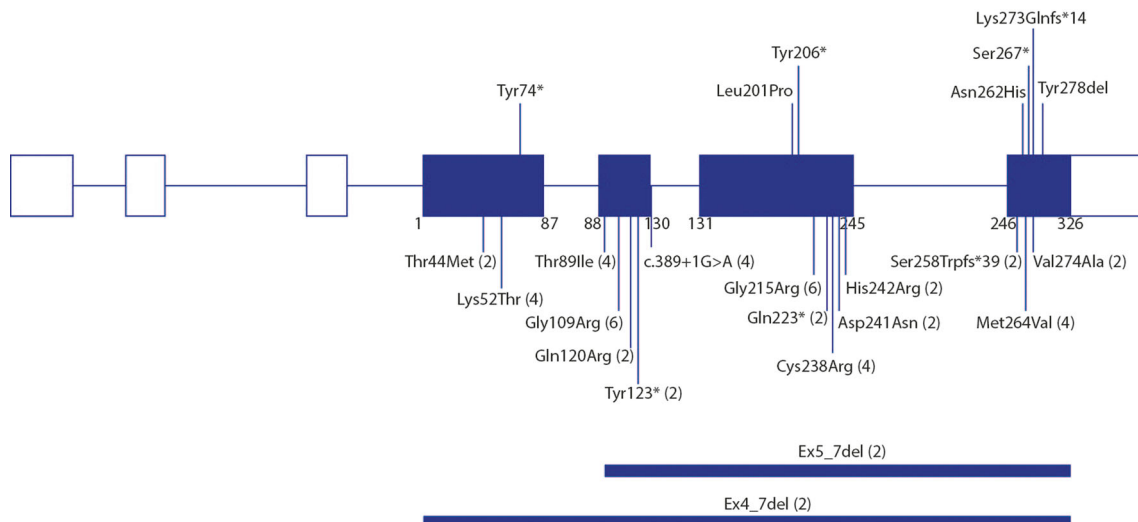 Lys273Glnfs*14
Tyr206*
Ser267*
Tyr74*
Leu201Pro
Asn262His
Tyr278del
1
87
88
130
131
245
246
326
Thr44Met (2)
Thr89Ile (4)
c.389+1G>A (4)
Ser258Trpfs*39 (2)
Val274Ala (2)
Lys52Thr (4)
Gly215Arg (6)
His242Arg (2)
Gly109Arg (6)
Gln223* (2)
Asp241Asn (2)
Met264Val (4)
Gln120Arg (2)
Cys238Arg (4)
Tyr123* (2)
Ex5_7del (2)
Ex4_7del (2)